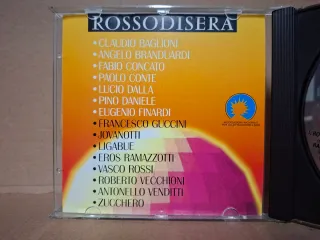 ROSSODISERA
• CLAUDIO BAGLIONI
• ANGELO BRANDUARDI
• FABIO CONCATO
• PAOLO CONTE
• LUCIO DALLA
• PINO DANIELE
• EUGENIO FINARDI
• FRANCESCO GUCCINI
• JOVANOTTI
• LIGABUE
• EROS RAMAZZOTTI
• VASCO ROSSI
• ROBERTO VECCHIONI
• ANTONELLO VENDITTI
• ZUCCHERO